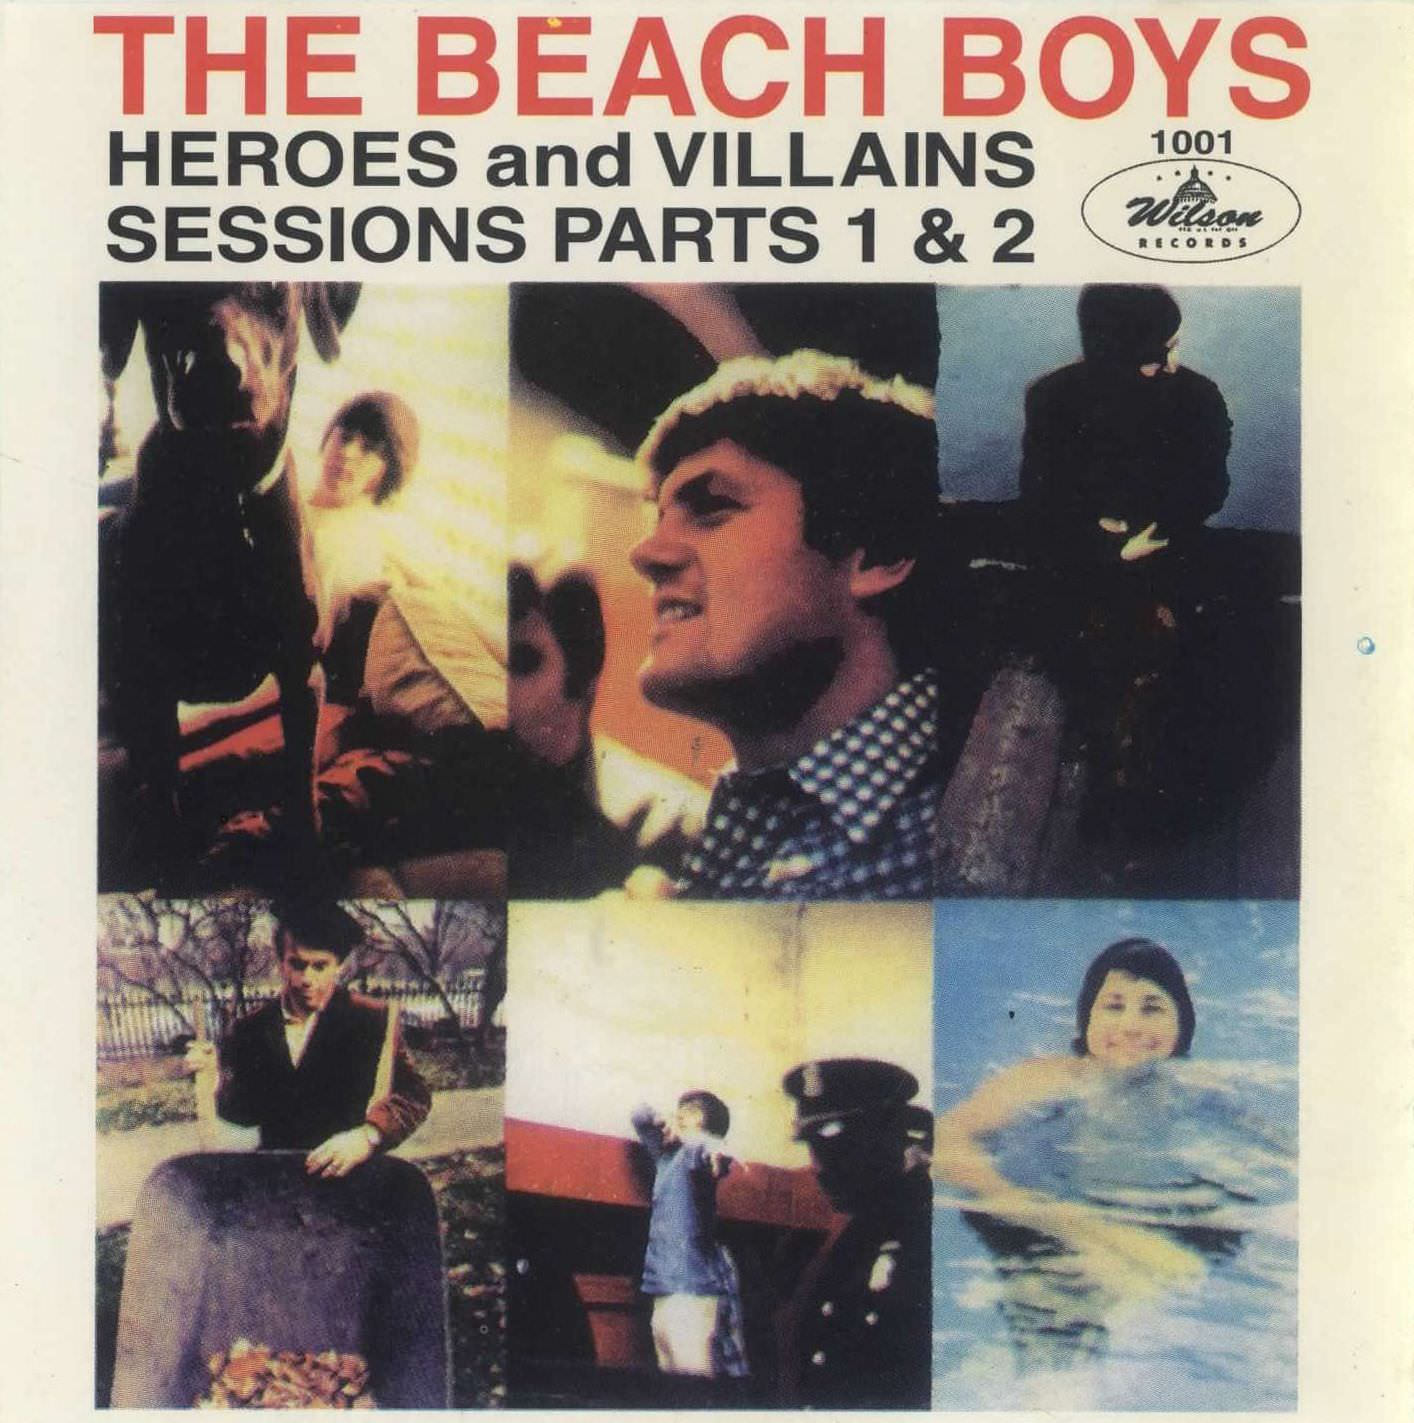 THE BEACH BOYS
HEROES and VILLAINS
SESSIONS PARTS 1 & 2
1001
Wilson
RECORDS